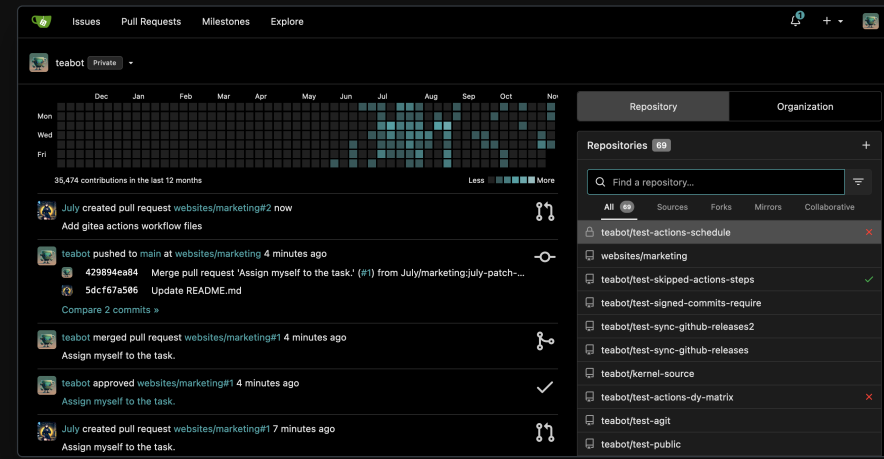 Issues Pull Requests Milestones Explore
9 +
teabot Private
Dec Jan Feb Mar Apr May Jun Jul Aug Sep Oct Nov
Mon
Wed
Fri
35,474 contributions in the last 12 months Less More
July created pull request websites/marketing#2 now
Add gitea actions workflow files
teabot pushed to main at websites/marketing 4 minutes ago
429894ea84 Merge pull request 'Assign myself to the task.' (#1) from July/marketing:july-patch-...
5dcf67a506 Update README.md
Compare 2 commits »
teabot merged pull request websites/marketing#1 4 minutes ago
Assign myself to the task.
teabot approved websites/marketing#1 4 minutes ago
Assign myself to the task.
July created pull request websites/marketing#1 7 minutes ago
Assign myself to the task.
Repository Organization
Repositories 69 +
Find a repository...
All 69 Sources Forks Mirrors Collaborative
teabot/test-actions-schedule
websites/marketing
teabot/test-skipped-actions-steps
teabot/test-signed-commits-require
teabot/test-sync-github-releases2
teabot/test-sync-github-releases
teabot/kernel-source
teabot/test-actions-dy-matrix
teabot/test-agit
teabot/test-public